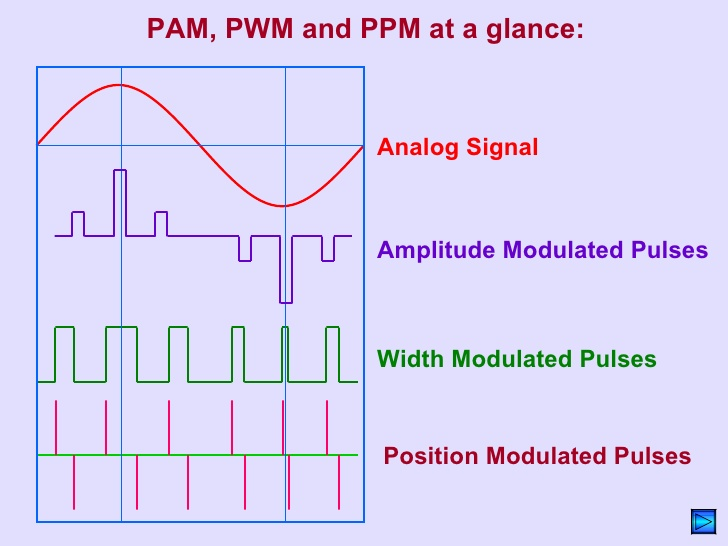 PAM, PWM and PPM at a glance:
Analog Signal
Amplitude Modulated Pulses
Width Modulated Pulses
Position Modulated Pulses